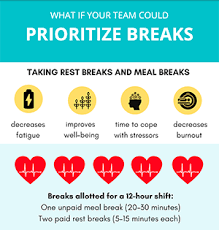 WHAT IF YOUR TEAM COULD
PRIORITIZE BREAKS
TAKING REST BREAKS AND MEAL BREAKS
decreases improves time to cope decreases
fatigue well-being with stressors burnout
Breaks allotted for a 12-hour shift:
One unpaid meal break (20-30 minutes)
Two paid rest breaks (5-15 minutes each)